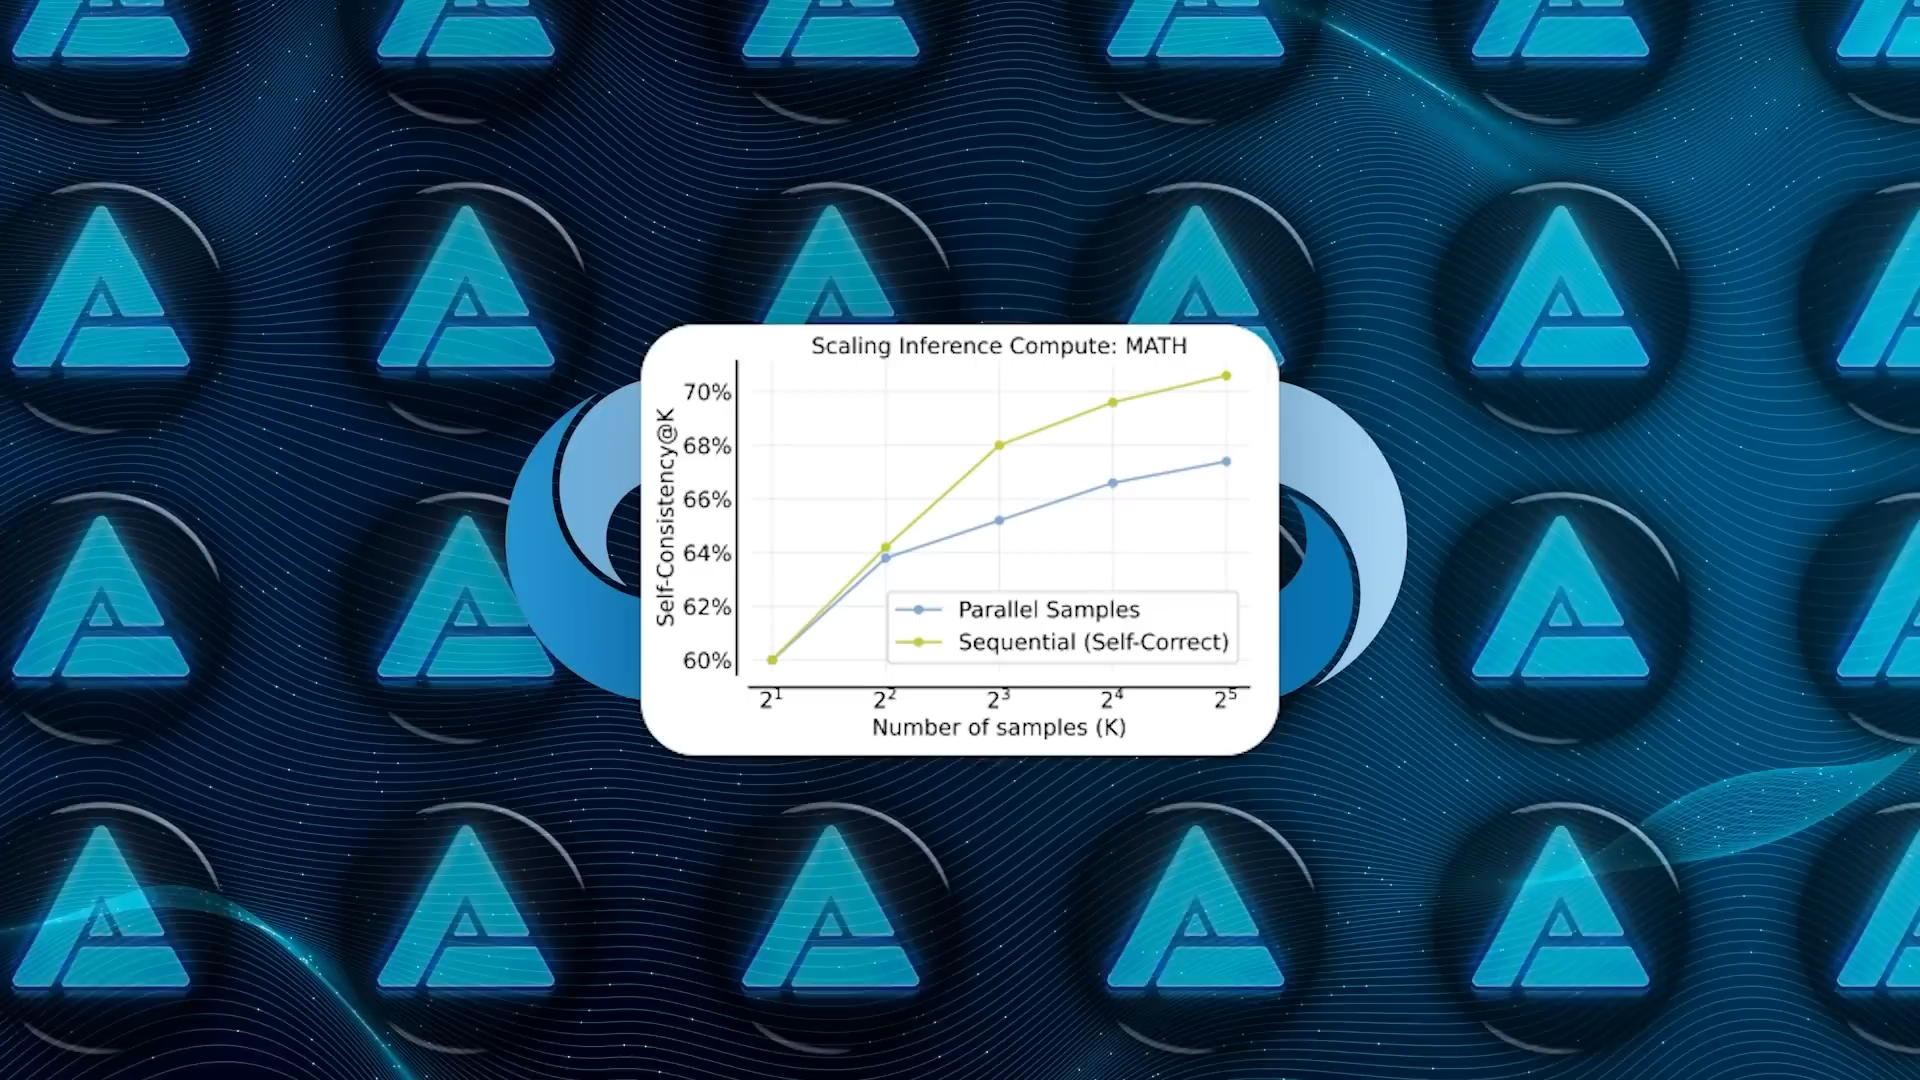 Scaling Inference Compute: MATH
Self-Consistency@K
70%
68%
66%
64%
62%
60%
Parallel Samples
Sequential (Self-Correct)
2¹ 2² 2³ 2⁴ 2⁵
Number of samples (K)